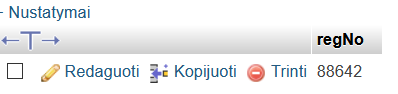 - Nustatymai
←T→ regNo
Redaguoti Kopijuoti Trinti 88642